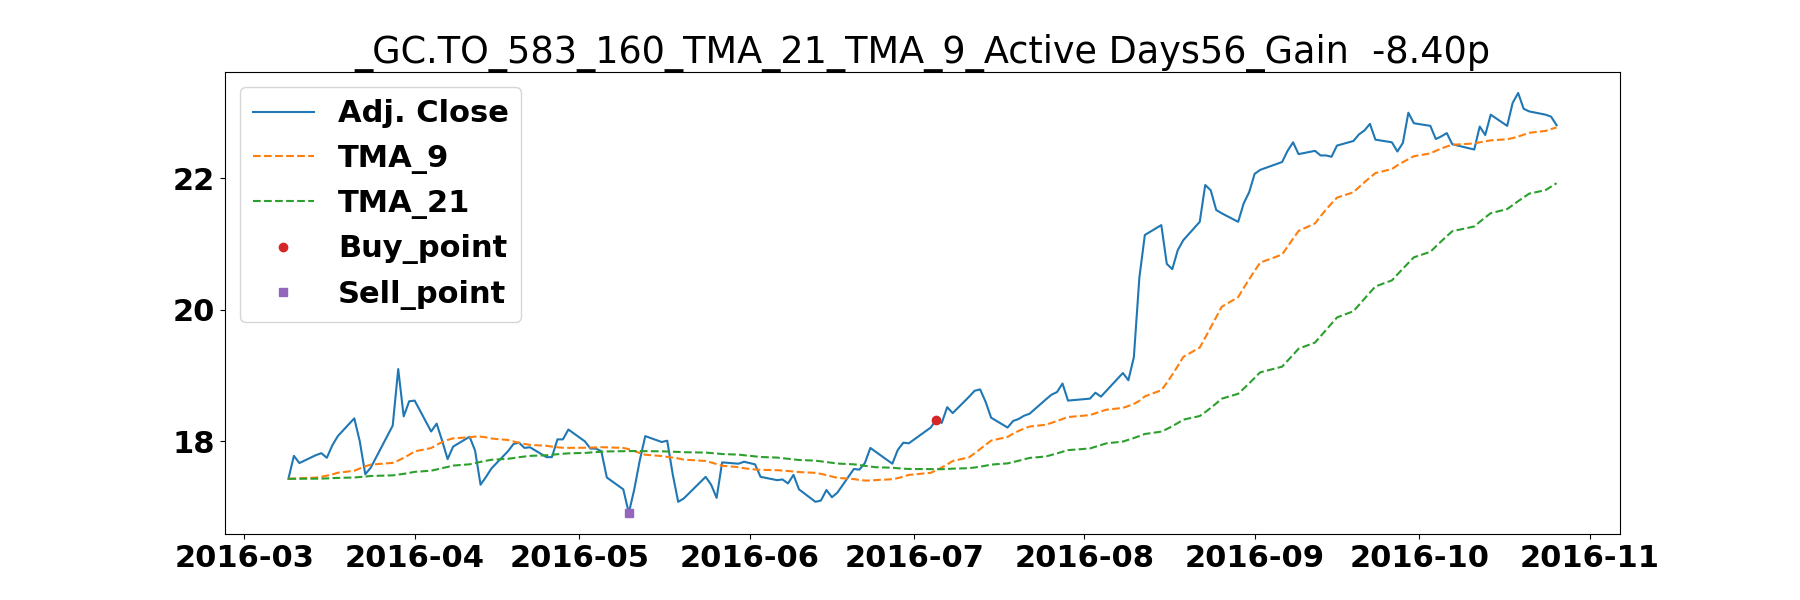 _GC.TO_583_160_TMA_21_TMA_9_Active Days56_Gain  -8.40p
Adj. Close
TMA_9
TMA_21
Buy_point
Sell_point
22
20
18
2016-03 2016-04 2016-05 2016-06 2016-07 2016-08 2016-09 2016-10 2016-11